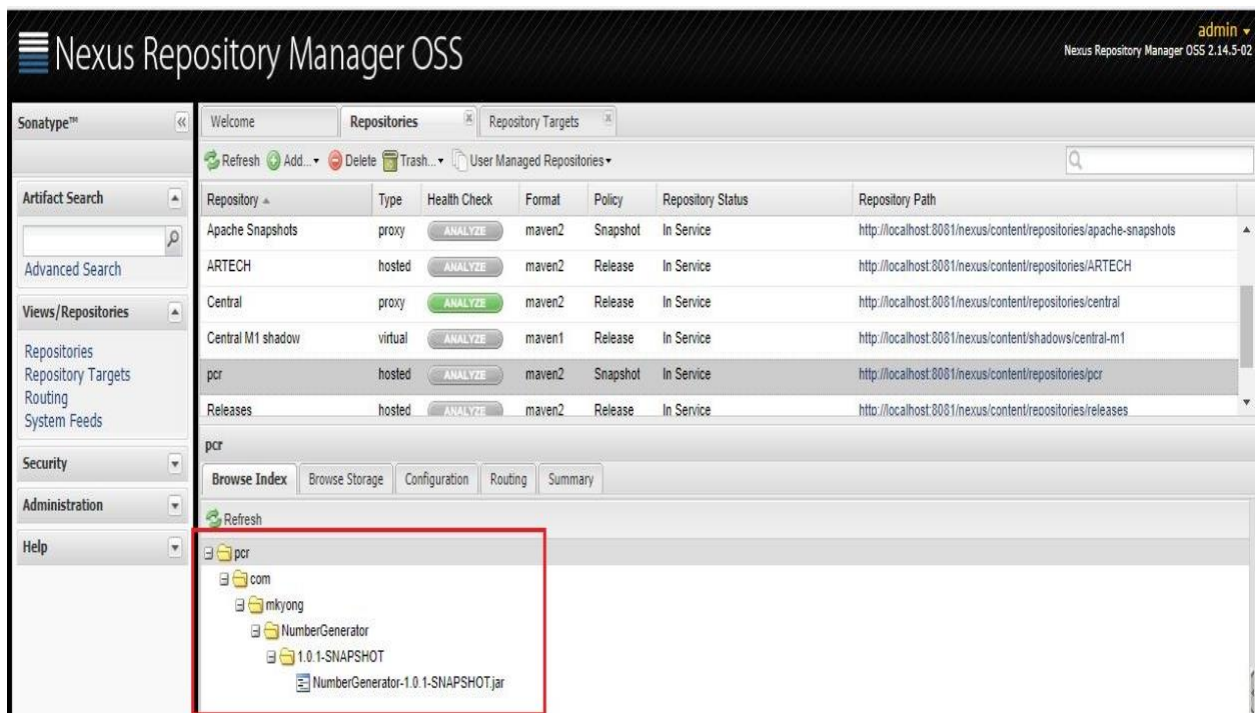 admin
Nexus Repository Manager OSS
Nexus Repository Manager OSS 2.14.5-02
Sonatype™
Welcome
Repositories
Repository Targets
Refresh
Add...
Delete
Trash...
User Managed Repositories
Artifact Search
Advanced Search
Views/Repositories
Repositories
Repository Targets
Routing
System Feeds
Security
Administration
Help
Repository Type Health Check Format Policy Repository Status Repository Path
Apache Snapshots proxy ANALYZE maven2 Snapshot In Service http://localhost:8081/nexus/content/repositories/apache-snapshots
ARTECH hosted ANALYZE maven2 Release In Service http://localhost:8081/nexus/content/repositories/ARTECH
Central proxy ANALYZE maven2 Release In Service http://localhost:8081/nexus/content/repositories/central
Central M1 shadow virtual ANALYZE maven1 Release In Service http://localhost:8081/nexus/content/shadows/central-m1
pcr hosted ANALYZE maven2 Snapshot In Service http://localhost:8081/nexus/content/repositories/pcr
Releases hosted ANALYZE maven2 Release In Service http://localhost:8081/nexus/content/repositories/releases
pcr
Browse Index
Browse Storage
Configuration
Routing
Summary
Refresh
pcr
com
mkyong
NumberGenerator
1.0.1-SNAPSHOT
NumberGenerator-1.0.1-SNAPSHOT.jar